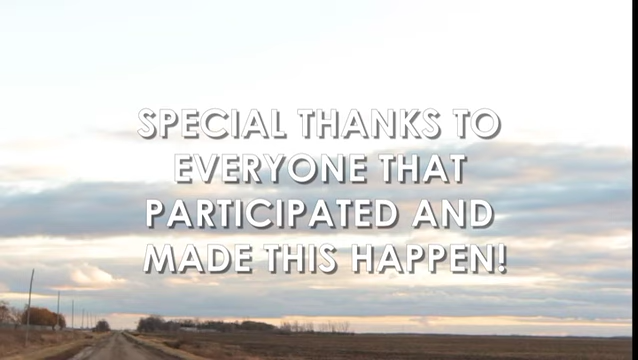 SPECIAL THANKS TO
EVERYONE THAT
PARTICIPATED AND
MADE THIS HAPPEN!